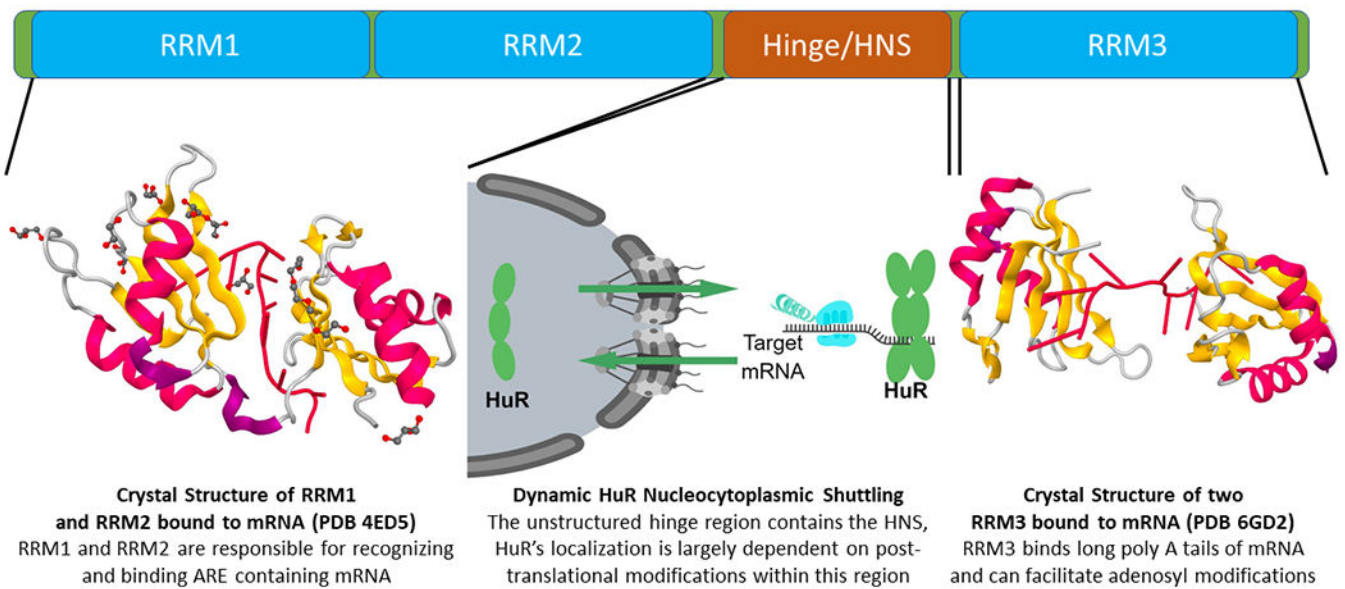 RRM1
RRM2
Hinge/HNS
RRM3
HuR
Target
mRNA
HuR
Crystal Structure of RRM1
and RRM2 bound to mRNA (PDB 4ED5)
RRM1 and RRM2 are responsible for recognizing
and binding ARE containing mRNA
Dynamic HuR Nucleocytoplasmic Shuttling
The unstructured hinge region contains the HNS,
HuR's localization is largely dependent on post-
translational modifications within this region
Crystal Structure of two
RRM3 bound to mRNA (PDB 6GD2)
RRM3 binds long poly A tails of mRNA
and can facilitate adenosyl modifications